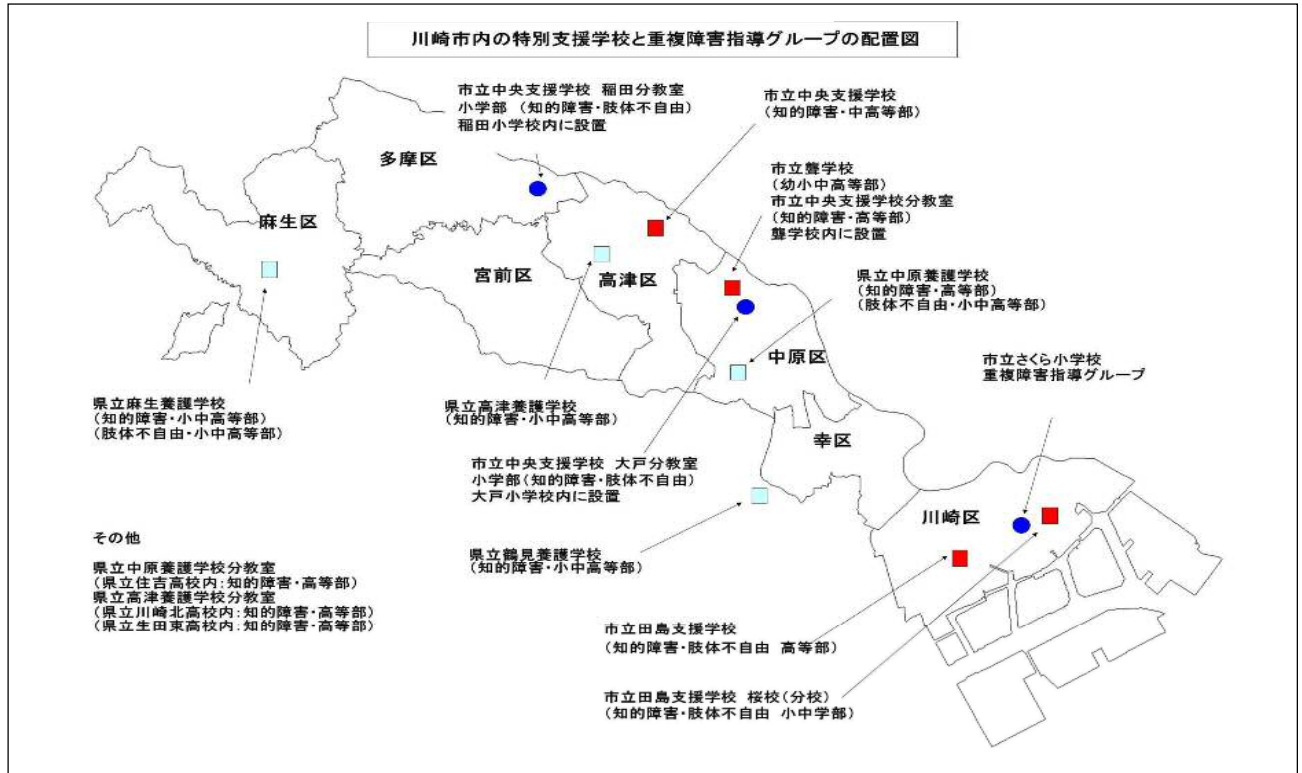 川崎市内の特別支援学校と重複障害指導グループの配置図
市立中央支援学校 稲田分教室
小学部 (知的障害・肢体不自由)
稲田小学校内に設置
市立中央支援学校
(知的障害・中高等部)
多摩区
市立聾学校
(幼小中高等部)
市立中央支援学校分教室
(知的障害・高等部)
聾学校内に設置
麻生区
宮前区
高津区
県立中原養護学校
(知的障害・高等部)
(肢体不自由・小中高等部)
中原区
市立さくら小学校
重複障害指導グループ
県立麻生養護学校
(知的障害・小中高等部)
(肢体不自由・小中高等部)
県立高津養護学校
(知的障害・小中高等部)
幸区
市立中央支援学校 大戸分教室
小学部(知的障害・肢体不自由)
大戸小学校内に設置
川崎区
その他
県立中原養護学校分教室
(県立住吉高校内:知的障害・高等部)
県立高津養護学校分教室
(県立川崎北高校内:知的障害・高等部)
(県立生田東高校内:知的障害・高等部)
県立鶴見養護学校
(知的障害・小中高等部)
市立田島支援学校
(知的障害・肢体不自由 高等部)
市立田島支援学校 桜校(分校)
(知的障害・肢体不自由 小中学部)